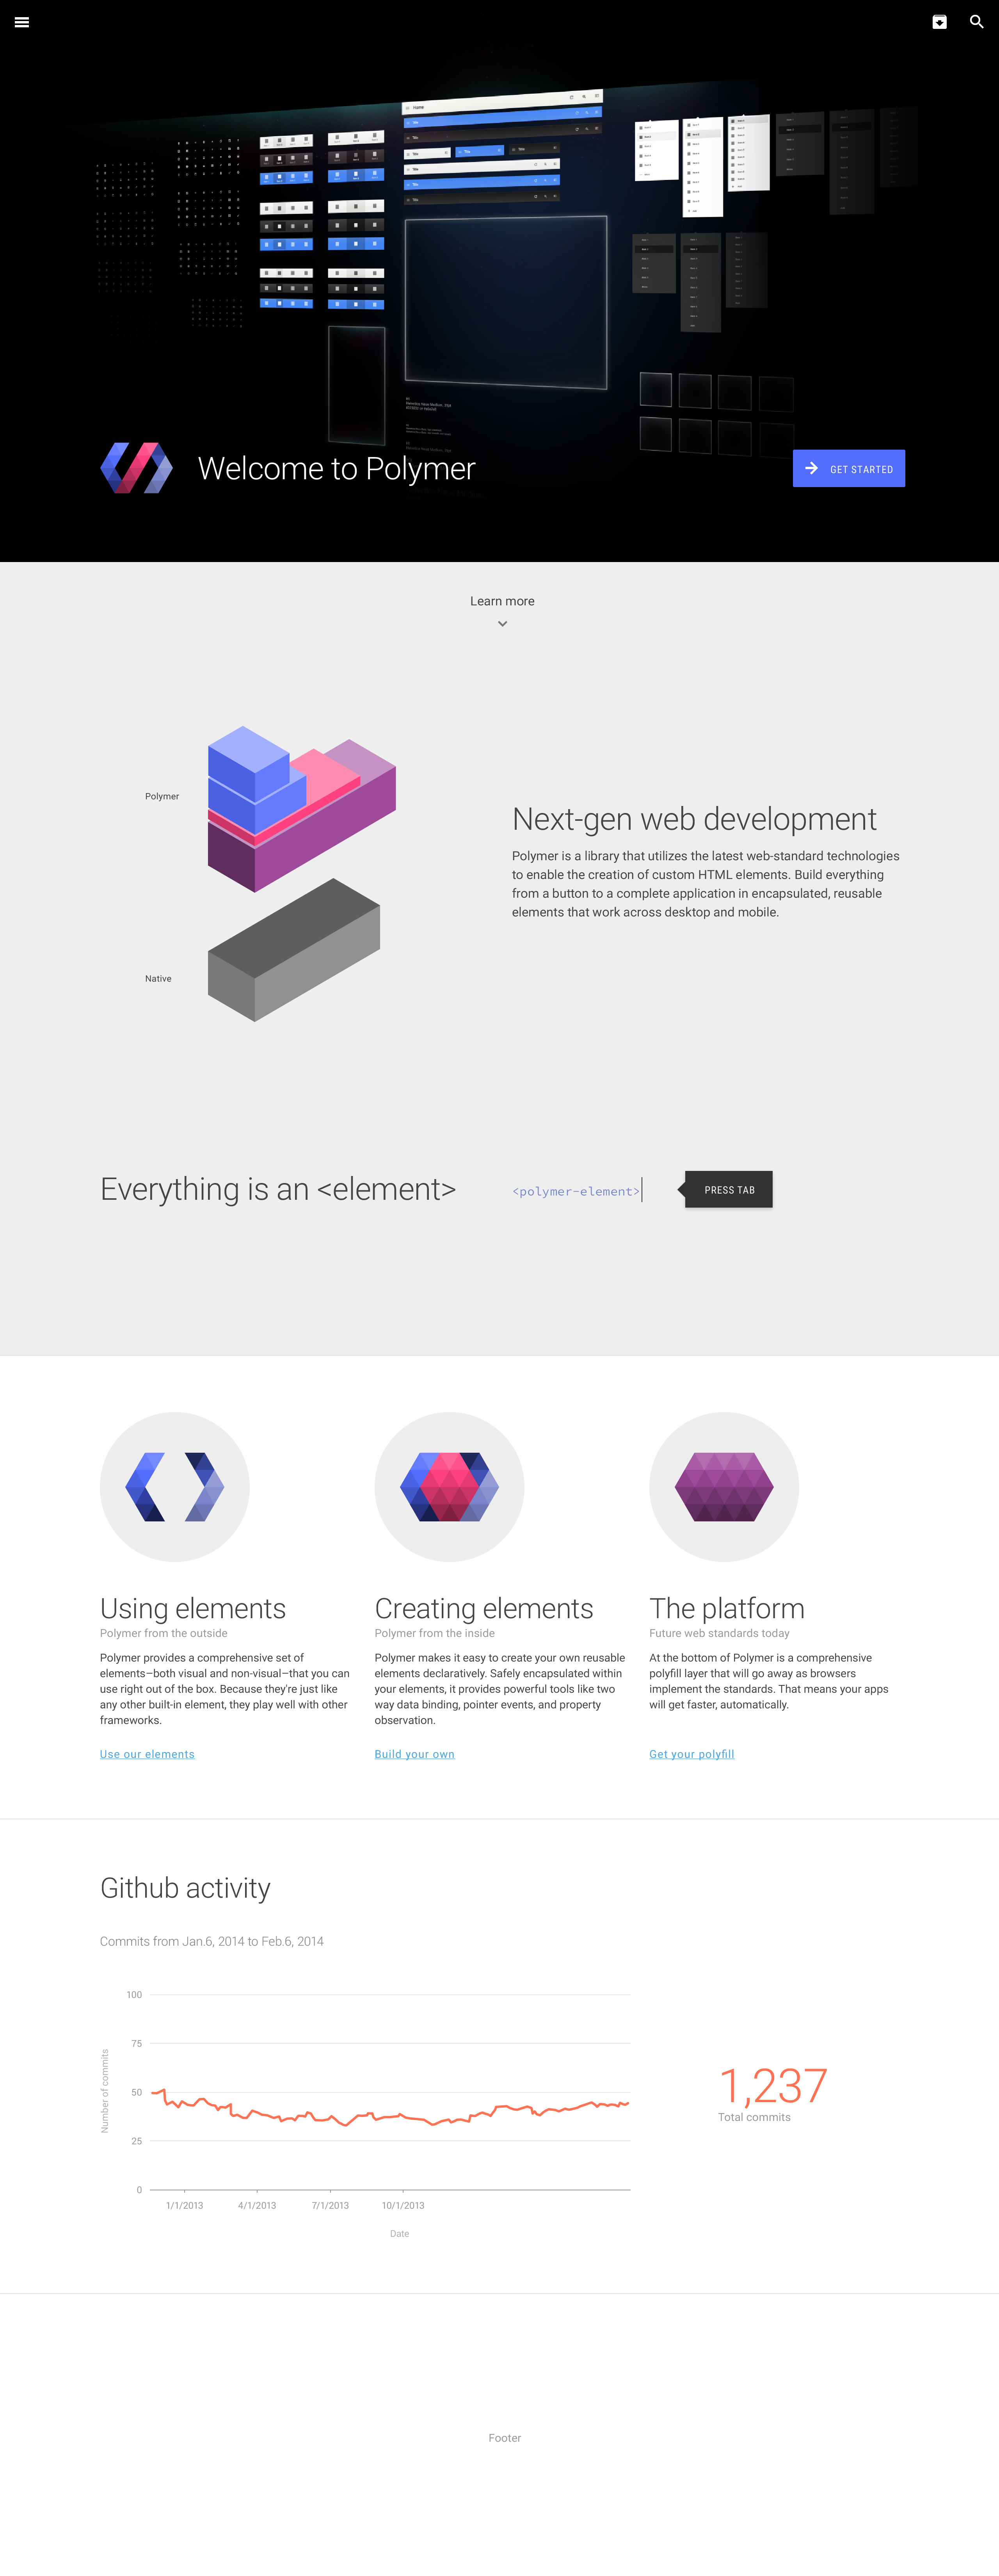 Home
Title
Title
Title
Title
Title
Title
Title
Title
Welcome to Polymer
GET STARTED
Learn more
Polymer
Native
Next-gen web development
Polymer is a library that utilizes the latest web-standard technologies
to enable the creation of custom HTML elements. Build everything
from a button to a complete application in encapsulated, reusable
elements that work across desktop and mobile.
Everything is an <element>
<polymer-element>
PRESS TAB
Using elements
Polymer from the outside
Polymer provides a comprehensive set of
elements–both visual and non-visual–that you can
use right out of the box. Because they're just like
any other built-in element, they play well with other
frameworks.
Use our elements
Creating elements
Polymer from the inside
Polymer makes it easy to create your own reusable
elements declaratively. Safely encapsulated within
your elements, it provides powerful tools like two
way data binding, pointer events, and property
observation.
Build your own
The platform
Future web standards today
At the bottom of Polymer is a comprehensive
polyfill layer that will go away as browsers
implement the standards. That means your apps
will get faster, automatically.
Get your polyfill
Github activity
Commits from Jan.6, 2014 to Feb.6, 2014
Number of commits
100
75
50
25
0
1/1/2013
4/1/2013
7/1/2013
10/1/2013
Date
1,237
Total commits
Footer